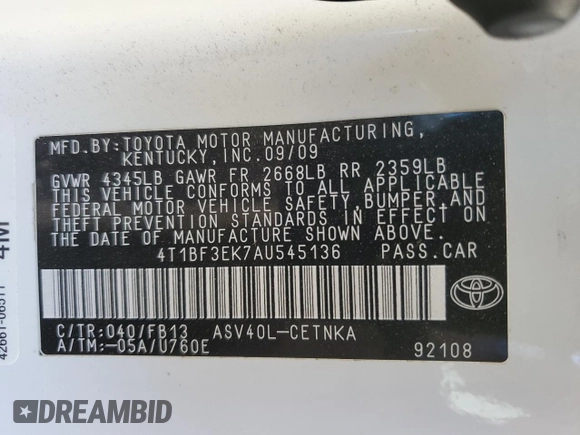 MFD.BY:TOYOTA MOTOR MANUFACTURING,
KENTUCKY, INC.09/09
GVWR 4345LB GAWR FR 2668LB RR 2359LB
THIS VEHICLE CONFORMS TO ALL APPLICABLE
FEDERAL MOTOR VEHICLE SAFETY, BUMPER, AND
THEFT PREVENTION STANDARDS IN EFFECT ON
THE DATE OF MANUFACTURE SHOWN ABOVE.
4T1BF3EK7AU545136 PASS.CAR
C/TR:040/FB13 ASV40L-CETNKA
A/TM:-05A/U760E 92108
4M
DREAMBID